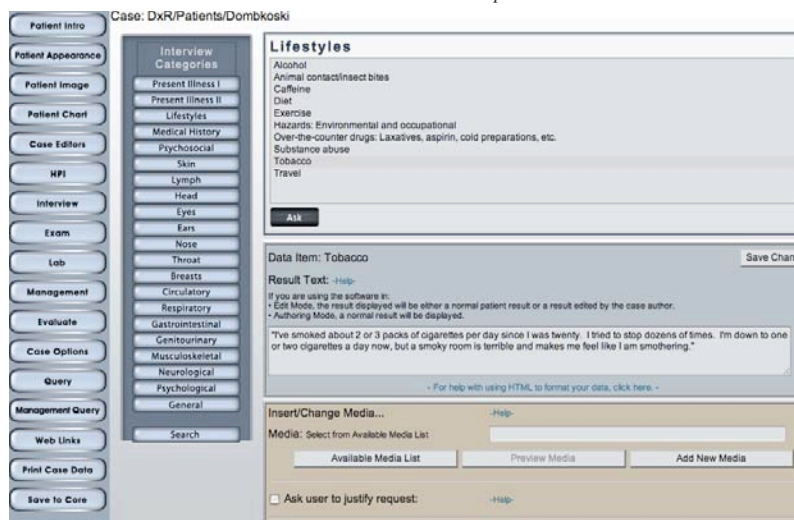 Case: DxR/Patients/Dombkoski
Patient Intro
Patient Appearance
Patient Image
Patient Chart
Case Editors
HPI
Interview
Exam
Lab
Management
Evaluate
Case Options
Query
Management Query
Web Links
Print Case Data
Save to Core
Interview
Categories
Present Illness I
Present Illness II
Lifestyles
Medical History
Psychosocial
Skin
Lymph
Head
Eyes
Ears
Nose
Throat
Breasts
Circulatory
Respiratory
Gastrointestinal
Genitourinary
Musculoskeletal
Neurological
Psychological
General
Search
Lifestyles
Alcohol
Animal contact/insect bites
Caffeine
Diet
Exercise
Hazards: Environmental and occupational
Over-the-counter drugs: Laxatives, aspirin, cold preparations, etc.
Substance abuse
Tobacco
Travel
Ask
Data Item: Tobacco
Save Chan
Result Text: -Help-
If you are using the software in:
• Edit Mode, the result displayed will be either a normal patient result or a result edited by the case author.
• Authoring Mode, a normal result will be displayed.
"I've smoked about 2 or 3 packs of cigarettes per day since I was twenty. I tried to stop dozens of times. I'm down to one
or two cigarettes a day now, but a smoky room is terrible and makes me feel like I am smothering."
- For help with using HTML to format your data, click here. -
Insert/Change Media... -Help-
Media: Select from Available Media List
Available Media List
Preview Media
Add New Media
Ask user to justify request: -Help-